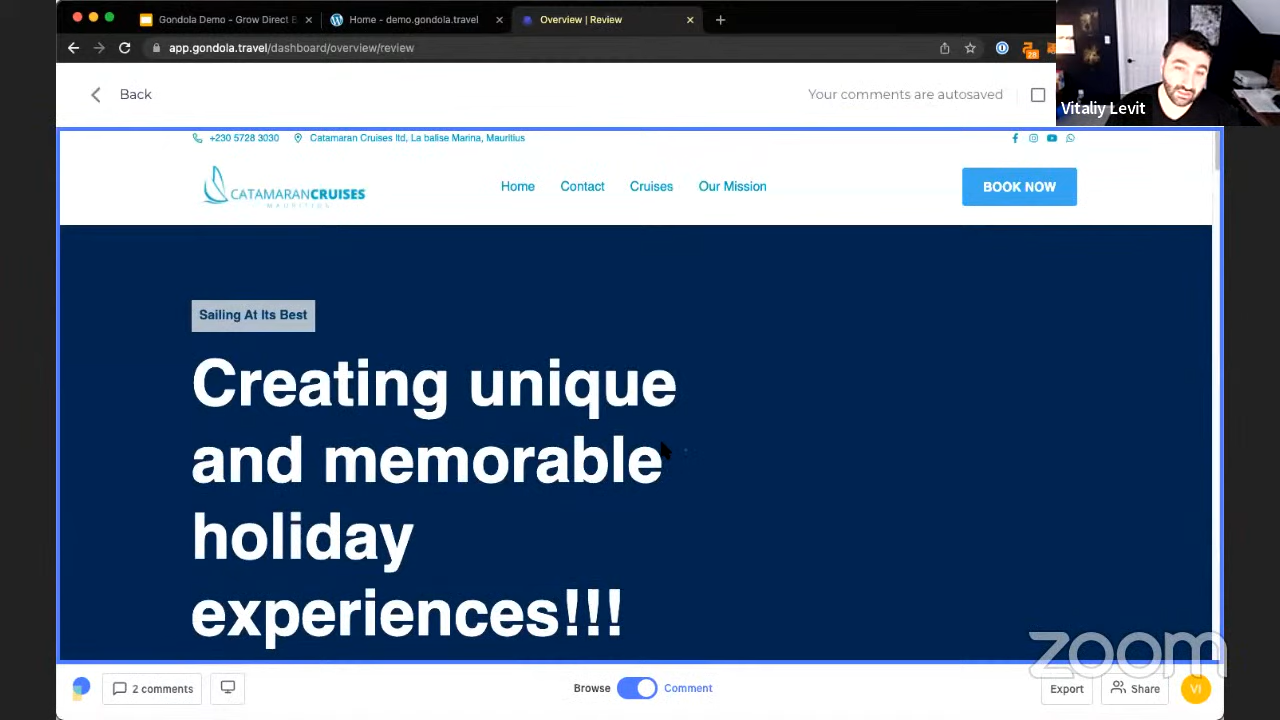 Gondola Demo - Grow Direct B
Home - demo.gondola.travel
Overview | Review
app.gondola.travel/dashboard/overview/review
28
Back
Your comments are autosaved
Vitaliy Levit
+230 5728 3030
Catamaran Cruises ltd, La balise Marina, Mauritius
CATAMARANCRUISES
MAURITIUS
Home
Contact
Cruises
Our Mission
BOOK NOW
Sailing At Its Best
Creating unique
and memorable
holiday
experiences!!!
zoom
2 comments
Browse
Comment
Export
Share
VI